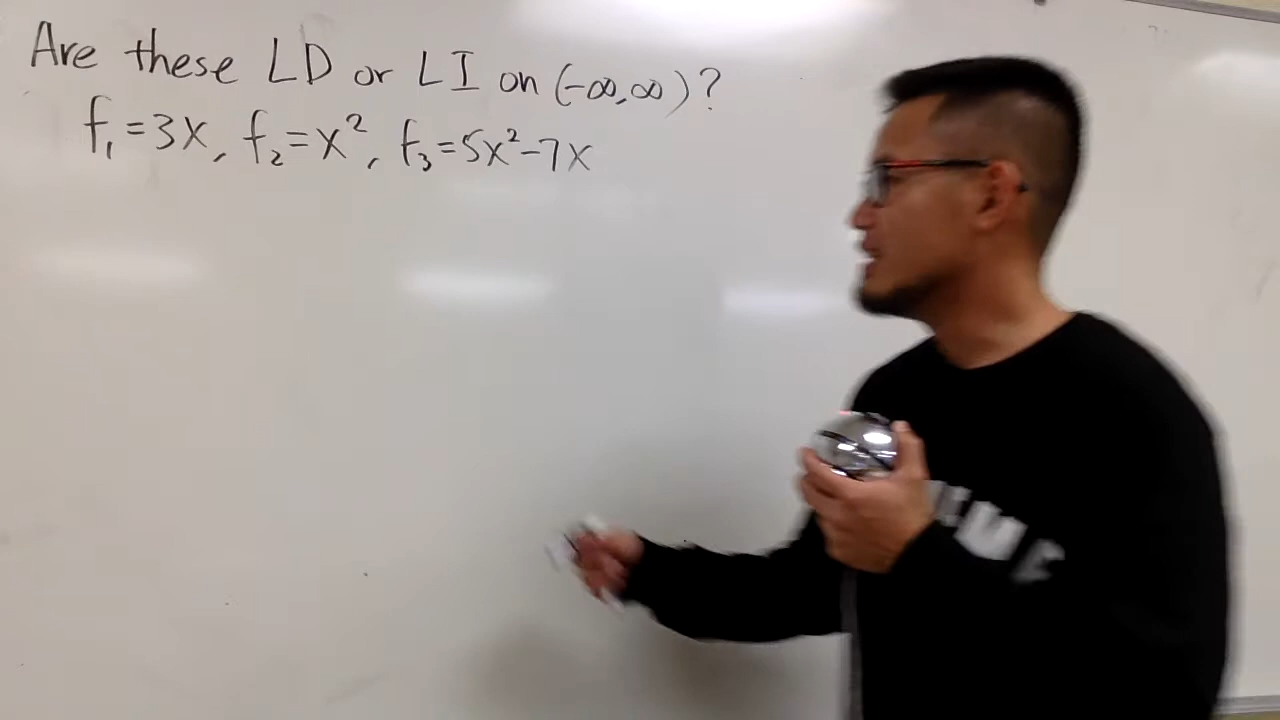 Are these LD or LI on (-∞,∞)?
f₁=3x, f₂=x², f₃=5x²-7x